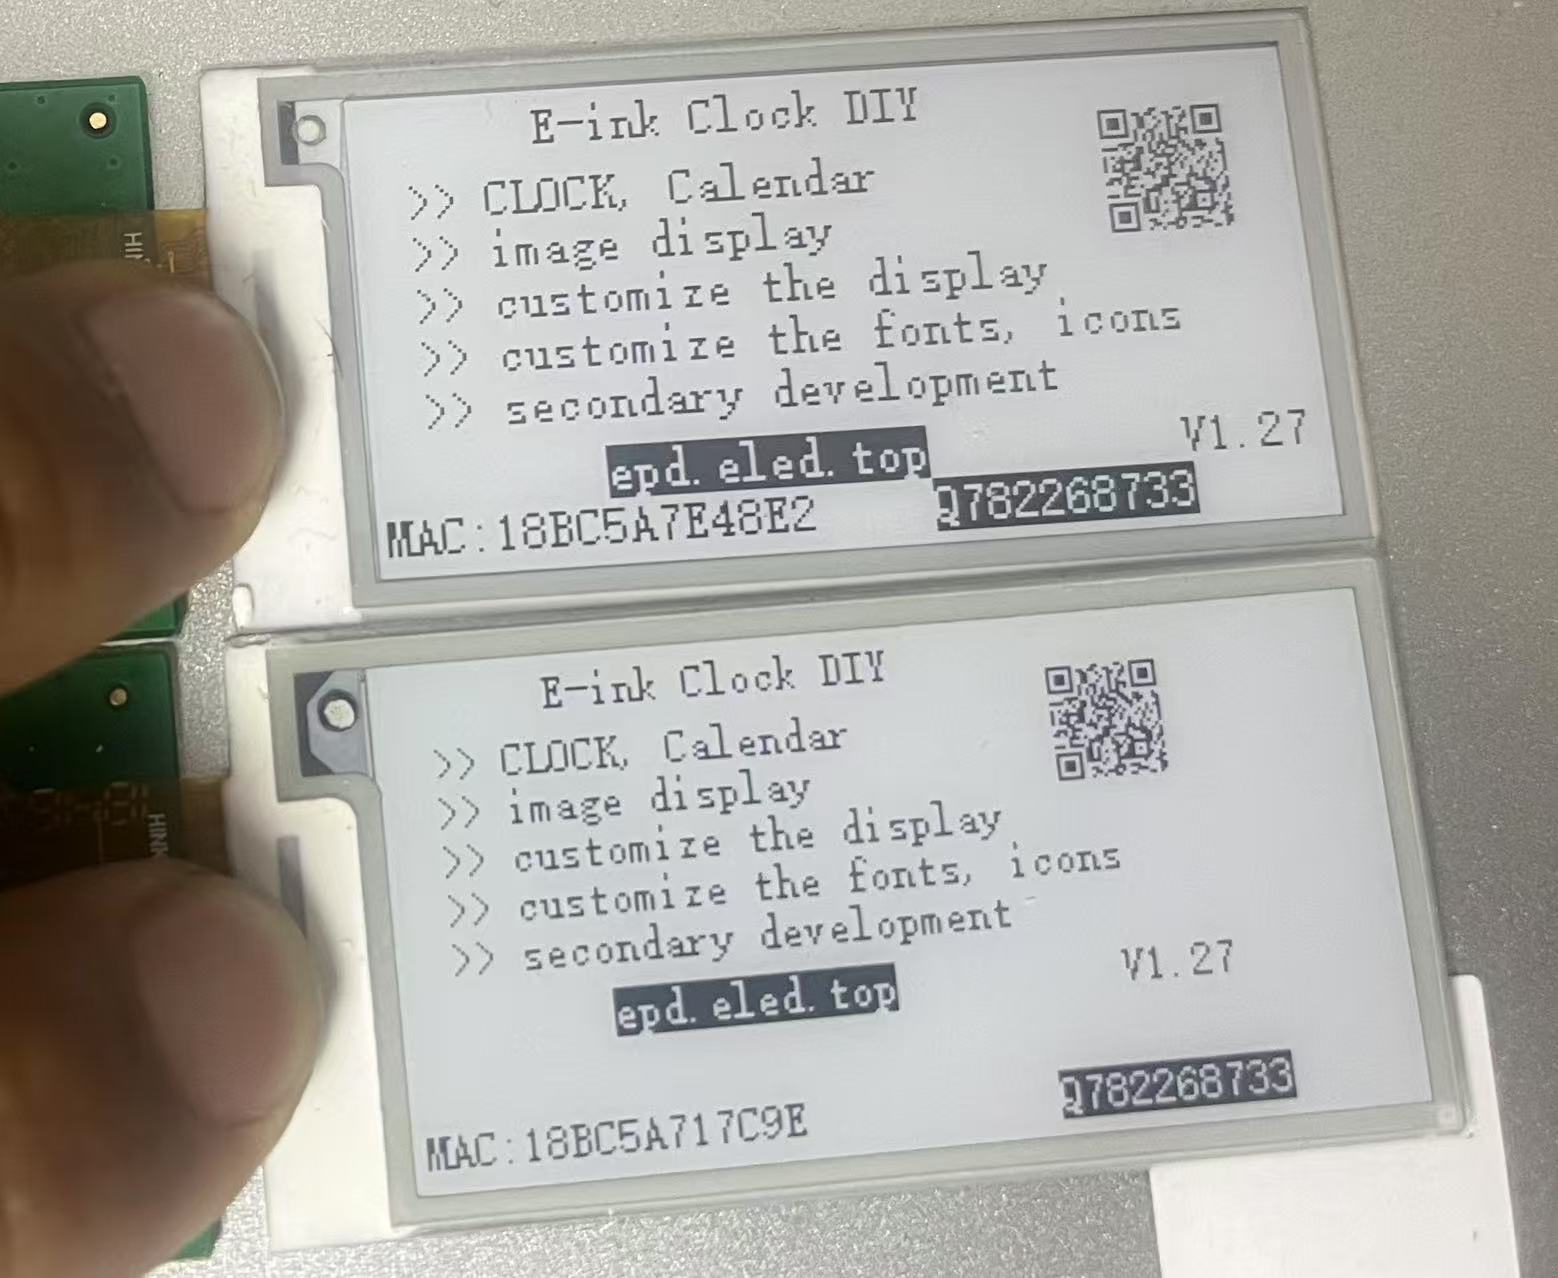 E-ink Clock DIY
>> CLOCK, Calendar
>> image display
>> customize the display
>> customize the fonts, icons
>> secondary development
V1.27
epd.eled.top
Q782268733
MAC:18BC5A7E48E2
HIN
E-ink Clock DIY
>> CLOCK, Calendar
>> image display
>> customize the display
>> customize the fonts, icons
>> secondary development
V1.27
epd.eled.top
Q782268733
MAC:18BC5A717C9E
HINK